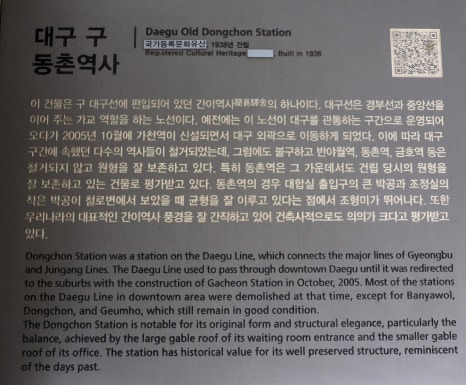 대구 구
동촌역사
Daegu Old Dongchon Station
국가등록문화유산, 1938년 건립
Registered Cultural Heritage, Built in 1938
이 건물은 구 대구선에 편입되어 있던 간이역사簡易驛舍의 하나이다. 대구선은 경부선과 중앙선을
이어 주는 가교 역할을 하는 노선이다. 예전에는 이 노선이 대구를 관통하는 구간으로 운영되어
오다가 2005년 10월에 가천역이 신설되면서 대구 외곽으로 이동하게 되었다. 이에 따라 대구
구간에 속했던 다수의 역사들이 철거되었는데, 그럼에도 불구하고 반야월역, 동촌역, 금호역 등은
철거되지 않고 원형을 잘 보존하고 있다. 특히 동촌역은 그 가운데서도 건립 당시의 원형을
잘 보존하고 있는 건물로 평가받고 있다. 동촌역의 경우 대합실 출입구의 큰 박공과 조정실의
작은 박공이 철로변에서 보았을 때 균형을 잘 이루고 있다는 점에서 조형미가 뛰어나다. 또한
우리나라의 대표적인 간이역사 풍경을 잘 간직하고 있어 건축사적으로도 의의가 크다고 평가받고
있다.
Dongchon Station was a station on the Daegu Line, which connects the major lines of Gyeongbu
and Jungang Lines. The Daegu Line used to pass through downtown Daegu until it was redirected
to the suburbs with the construction of Gacheon Station in October, 2005. Most of the stations
on the Daegu Line in downtown area were demolished at that time, except for Banyawol,
Dongchon, and Geumho, which still remain in good condition.
The Dongchon Station is notable for its original form and structural elegance, particularly the
balance, achieved by the large gable roof of its waiting room entrance and the smaller gable
roof of its office. The station has historical value for its well preserved structure, reminiscent
of the days past.